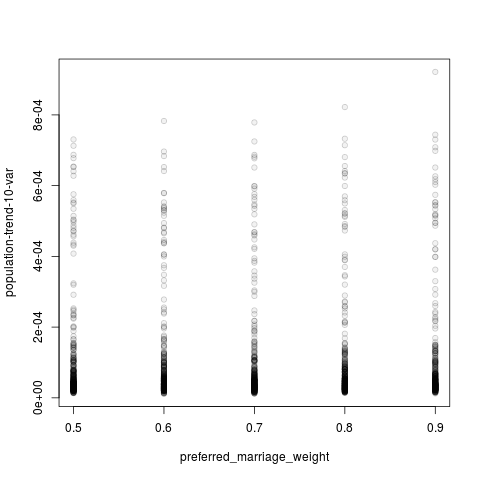 8e-04
6e-04
4e-04
2e-04
0e+00
population-trend-10-var
0.5 0.6 0.7 0.8 0.9
preferred_marriage_weight